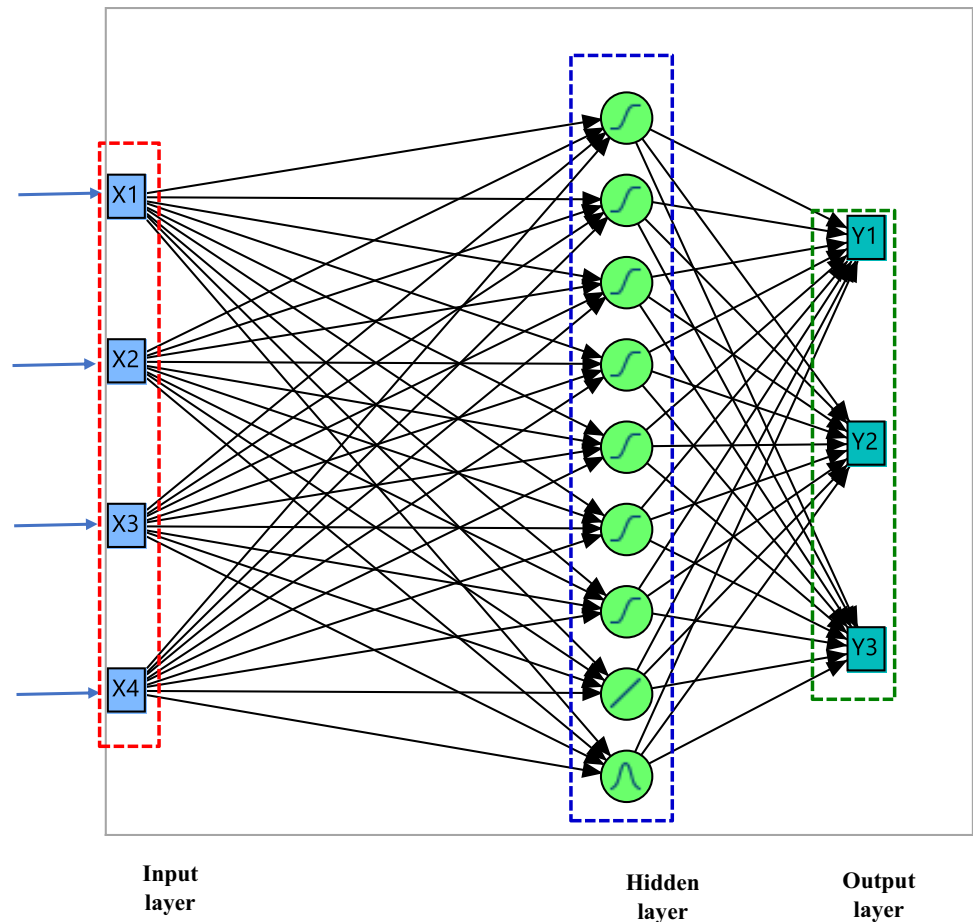 X1
X2
X3
X4
Y1
Y2
Y3
Input
layer
Hidden
layer
Output
layer